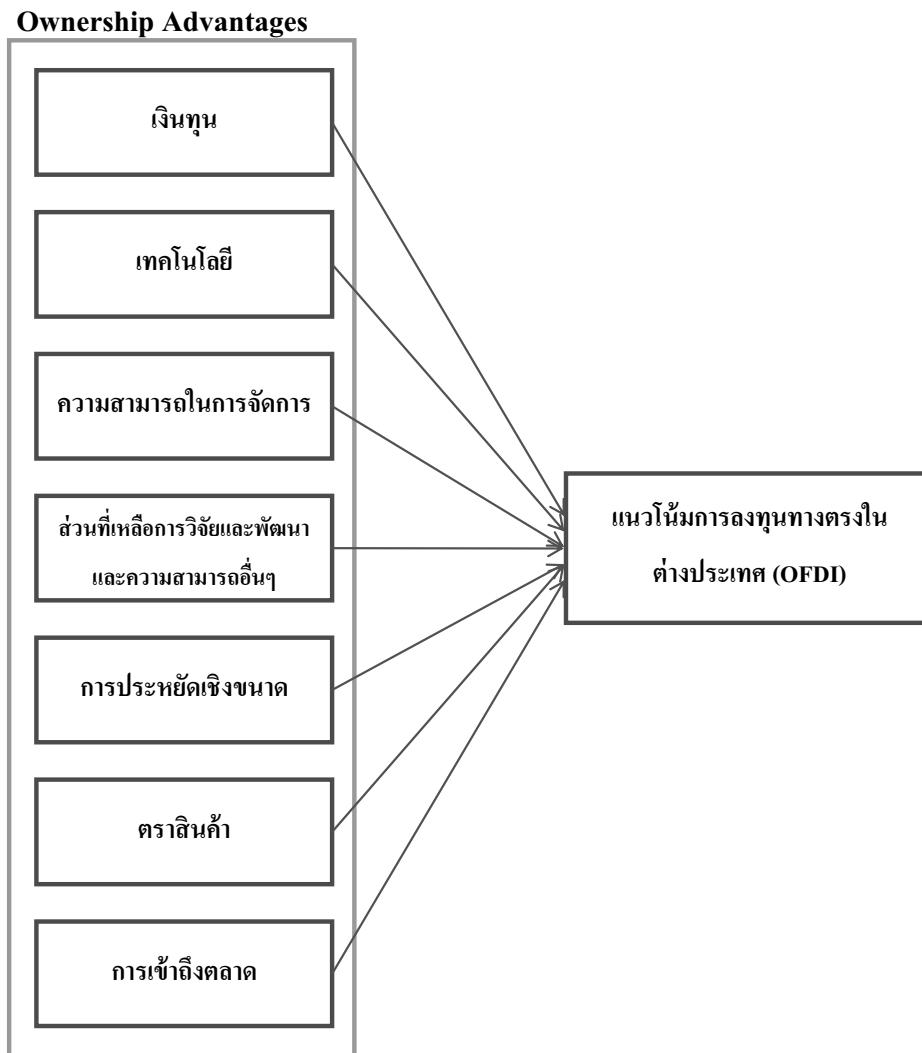 Ownership Advantages
เงินทุน
เทคโนโลยี
ความสามารถในการจัดการ
ส่วนที่เหลือการวิจัยและพัฒนา
และความสามารถอื่นๆ
การประหยัดเชิงขนาด
ตราสินค้า
การเข้าถึงตลาด
แนวโน้มการลงทุนทางตรงใน
ต่างประเทศ (OFDI)